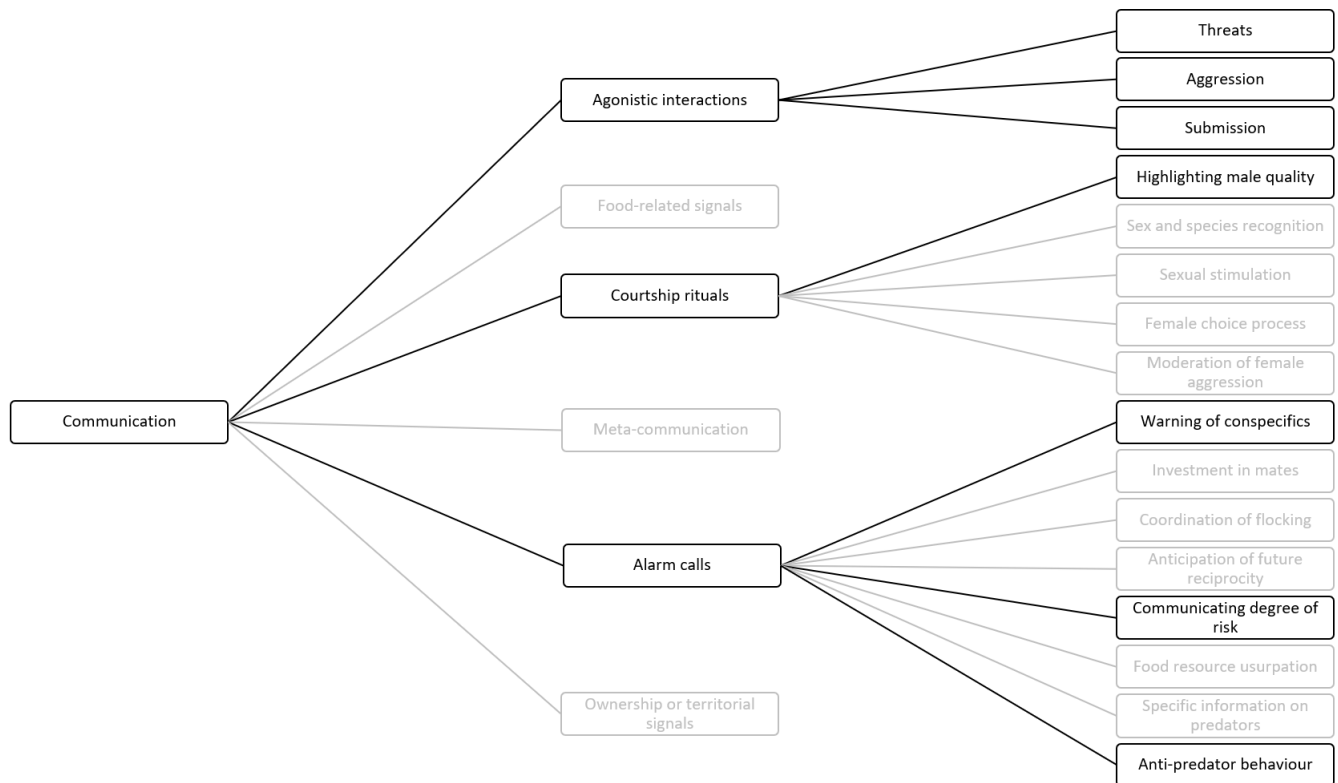 Communication
Agonistic interactions
Food-related signals
Courtship rituals
Meta-communication
Alarm calls
Ownership or territorial
signals
Threats
Aggression
Submission
Highlighting male quality
Sex and species recognition
Sexual stimulation
Female choice process
Moderation of female
aggression
Warning of conspecifics
Investment in mates
Coordination of flocking
Anticipation of future
reciprocity
Communicating degree of
risk
Food resource usurpation
Specific information on
predators
Anti-predator behaviour